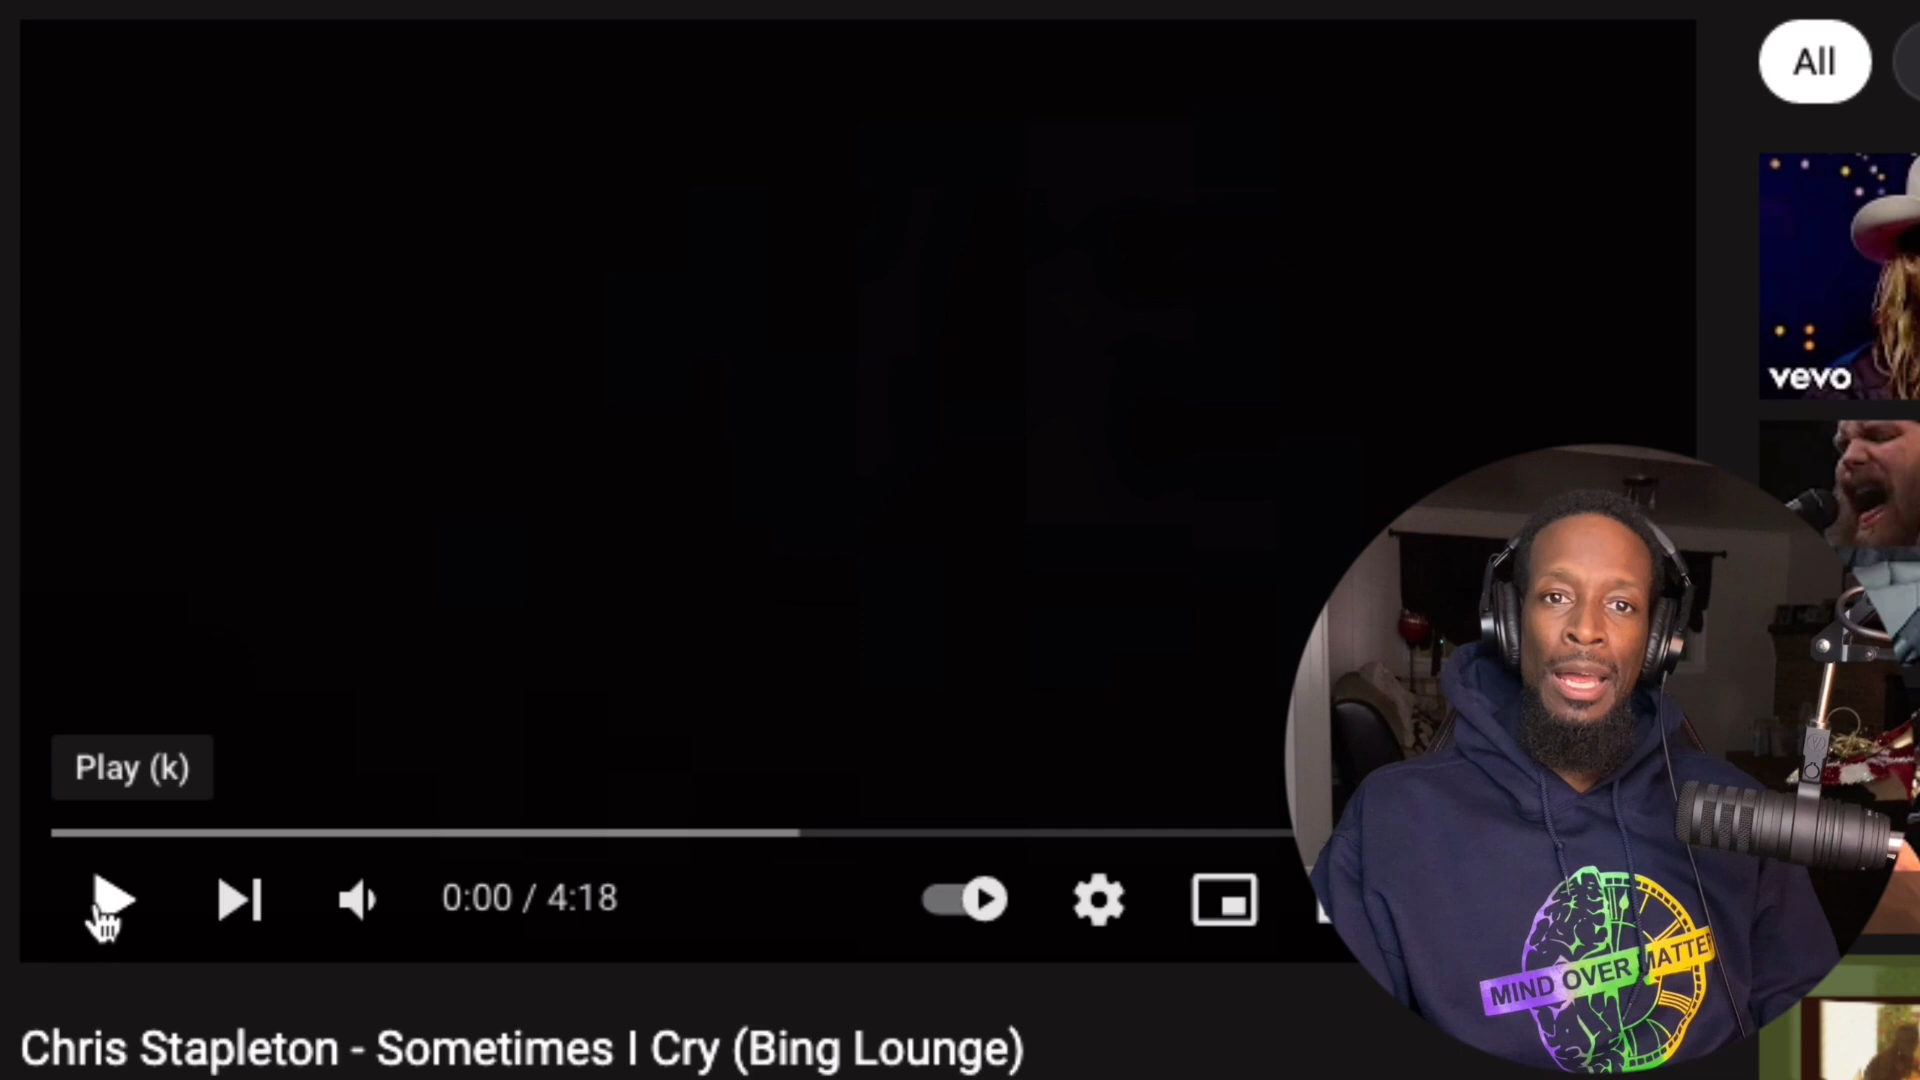 All
vevo
Play (k)
0:00 / 4:18
MIND OVER MATTER
Chris Stapleton - Sometimes I Cry (Bing Lounge)